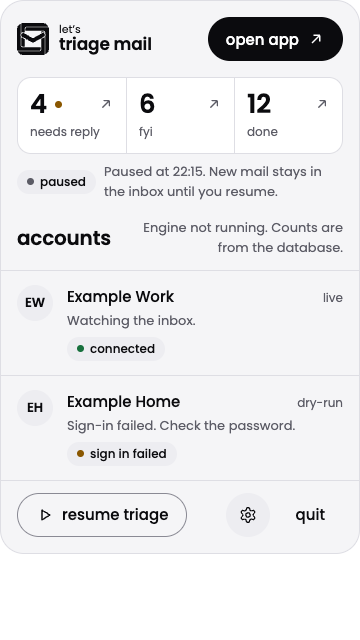 let's
triage mail
open app
4
needs reply
6
fyi
12
done
paused
Paused at 22:15. New mail stays in
the inbox until you resume.
accounts
Engine not running. Counts are
from the database.
EW
Example Work
live
Watching the inbox.
connected
EH
Example Home
dry-run
Sign-in failed. Check the password.
sign in failed
resume triage
quit